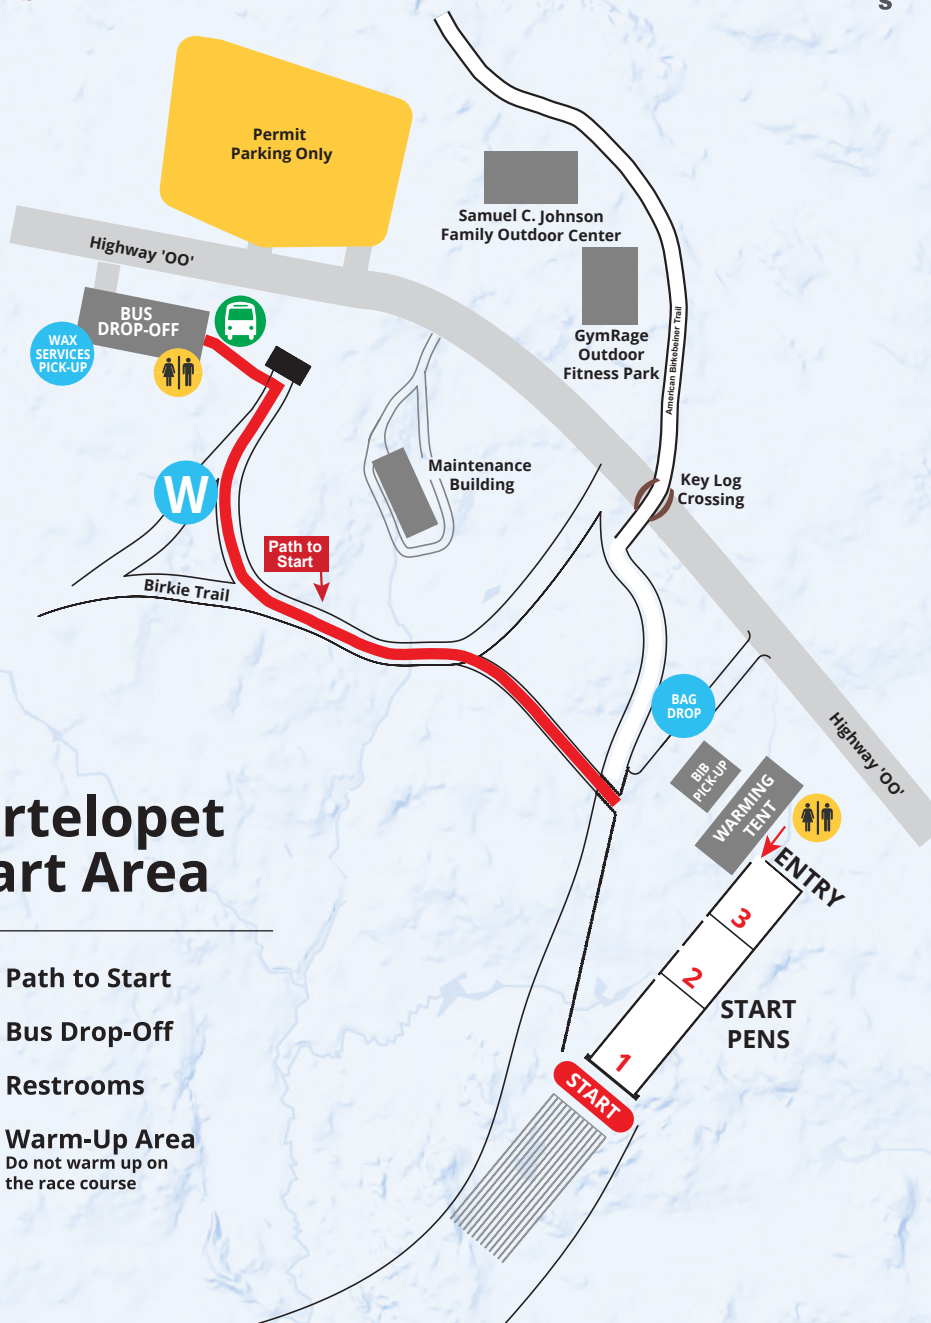 S
Permit
Parking Only
Samuel C. Johnson
Family Outdoor Center
Highway 'OO'
BUS
DROP-OFF
WAX
SERVICES
PICK-UP
GymRage
Outdoor
Fitness Park
American Birkebeiner Trail
Maintenance
Building
Key Log
Crossing
W
Path to
Start
Birkie Trail
BAG
DROP
Highway 'OO'
BIB
PICK-UP
WARMING
TENT
ENTRY
rtelopet
art Area
3
2
1
START
PENS
START
Path to Start
Bus Drop-Off
Restrooms
Warm-Up Area
Do not warm up on
the race course